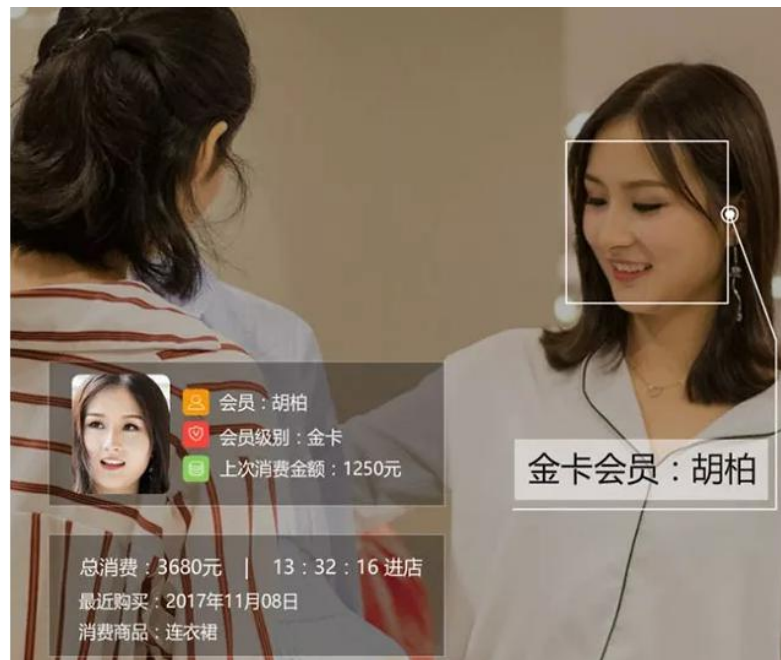 会员：胡柏
会员级别：金卡
上次消费金额：1250元
金卡会员：胡柏
总消费：3680元 | 13：32：16 进店
最近购买：2017年11月08日
消费商品：连衣裙